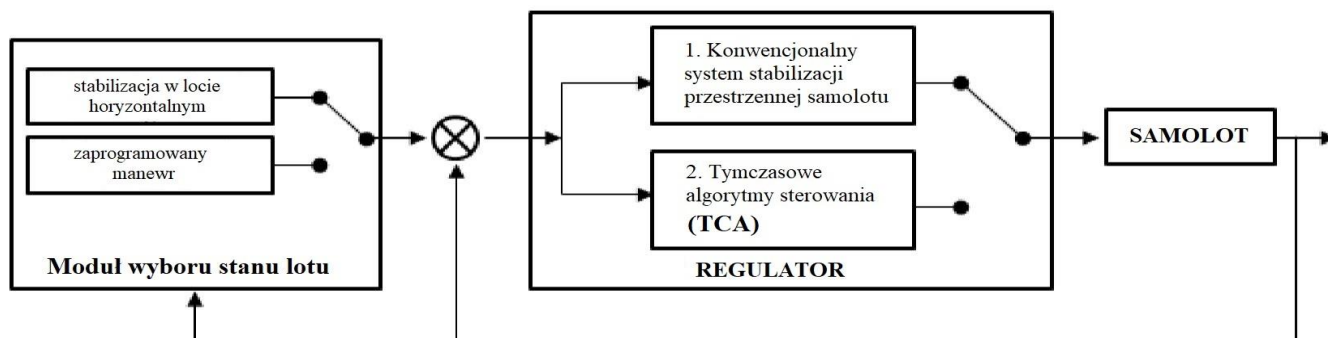 stabilizacja w locie
horyzontalnym
zaprogramowany
manewr
Moduł wyboru stanu lotu
1. Konwencjonalny
system stabilizacji
przestrzennej samolotu
2. Tymczasowe
algorytmy sterowania
(TCA)
REGULATOR
SAMOLOT